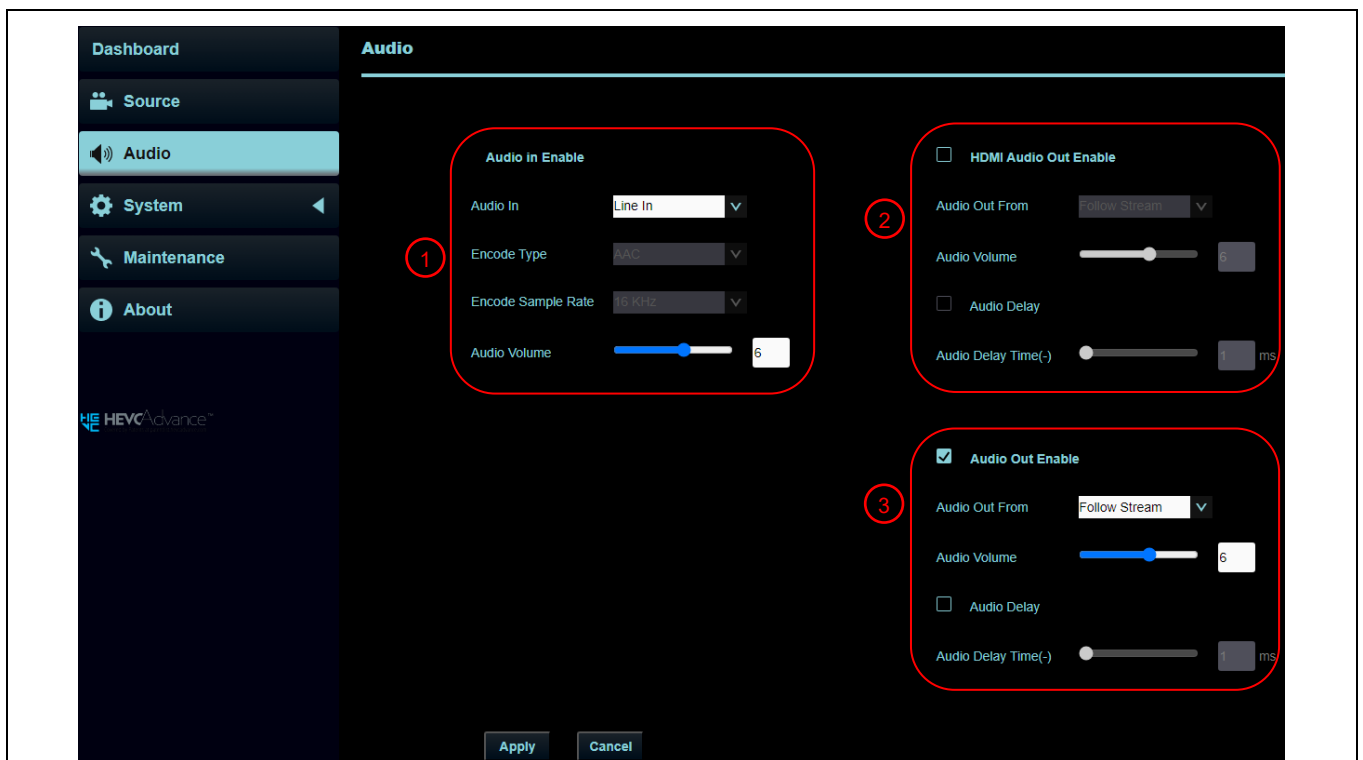 Dashboard
Source
Audio
System
Maintenance
About
HEVCAdvance™
Audio
1
Audio in Enable
Audio In Line In
Encode Type AAC
Encode Sample Rate 16 KHz
Audio Volume 6
2
HDMI Audio Out Enable
Audio Out From Follow Stream
Audio Volume 6
Audio Delay
Audio Delay Time(-) 1 ms
3
Audio Out Enable
Audio Out From Follow Stream
Audio Volume 6
Audio Delay
Audio Delay Time(-) 1 ms
Apply Cancel